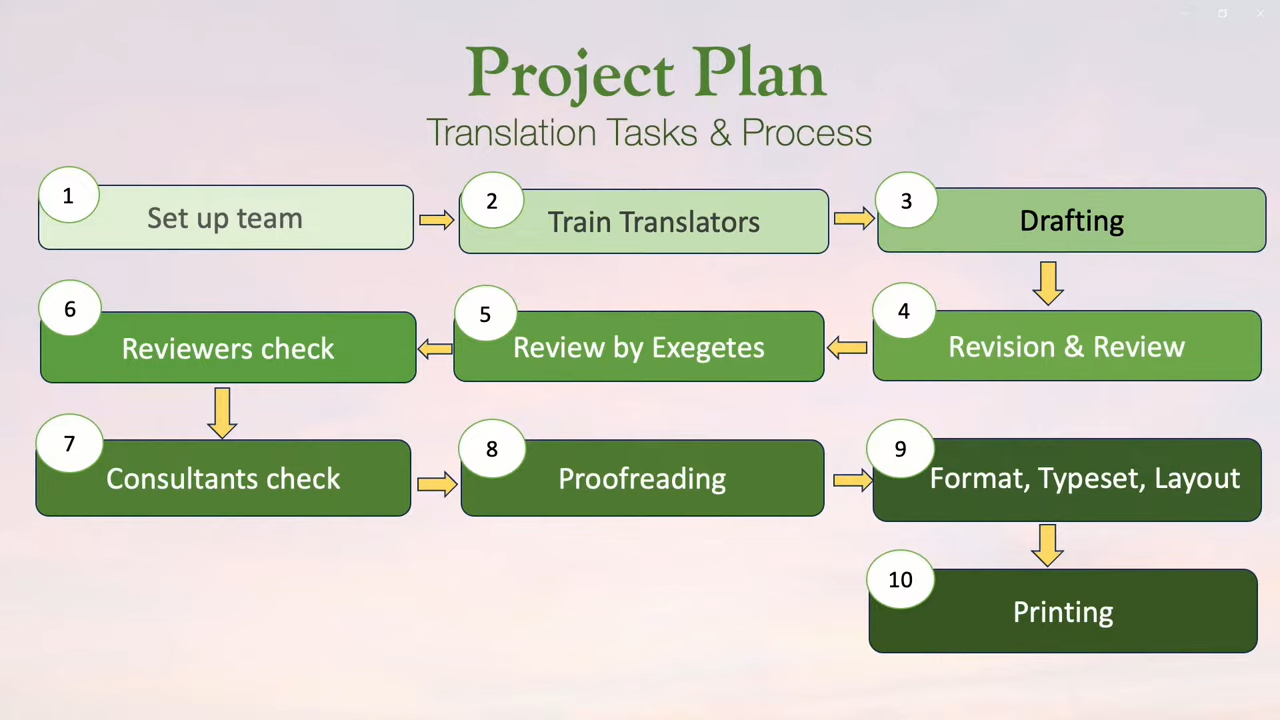 Project Plan
Translation Tasks & Process
1
Set up team
2
Train Translators
3
Drafting
4
Revision & Review
5
Review by Exegetes
6
Reviewers check
7
Consultants check
8
Proofreading
9
Format, Typeset, Layout
10
Printing